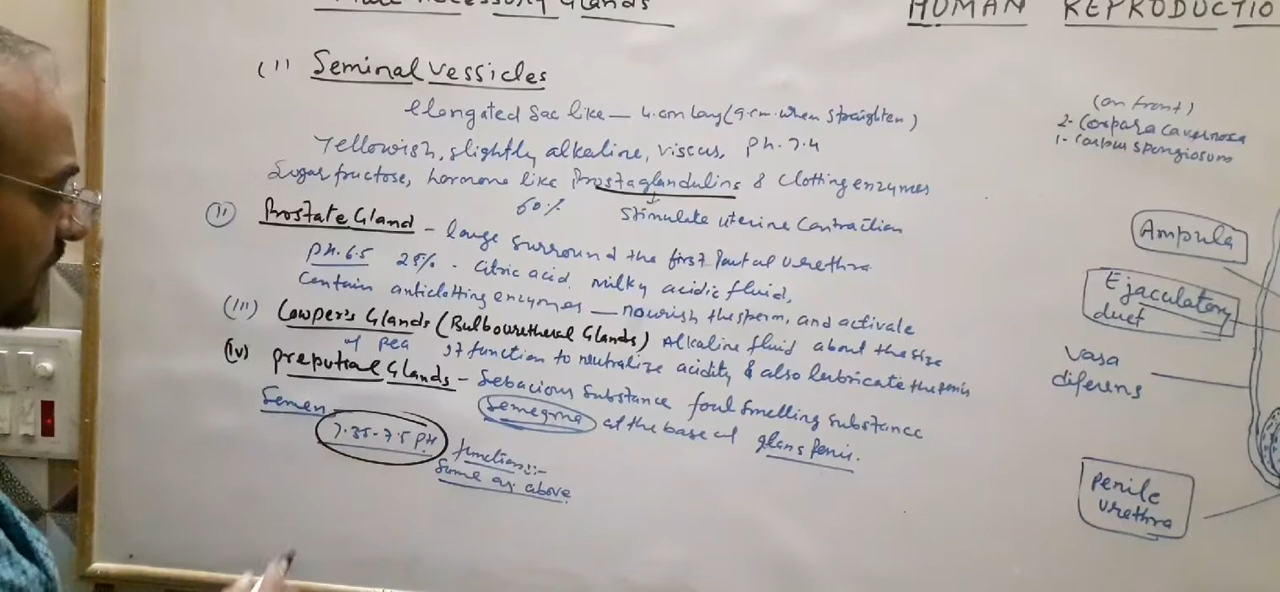 Male Accessory Glands
HUMAN REPRODUCTIO
(I) Seminal vessicles
elongated Sac like — 4.cm long (9.cm. when straighten)
Yellowish, slightly alkaline, viscus, PH. 7.4
Sugar fructose, hormone like Prostaglandulins & Clotting enzymes
60% Stimulate uterine Contraction
(II) Prostate Gland - large surround the first Part of Urethra
PH. 6.5 25% - Citric acid, milky acidic fluid,
Contain anticlotting enzymes — nourish the sperm, and activate
(III) Cowper's Glands (Bulbourethral Glands) Alkaline fluid about the size
of pea It function to neutralize acidity & also lubricate the penis
(IV) Preputial Glands - Sebacious Substance foul Smelling substance
Semegma at the base of glans penis.
Semen
7.35-7.5 PH
functions:-
Same as above
(on front)
2- Corpara cavernosa
1- Corpus spongiosum
Ampula
Ejaculatory
duct
Vasa
diferens
Penile
urethra